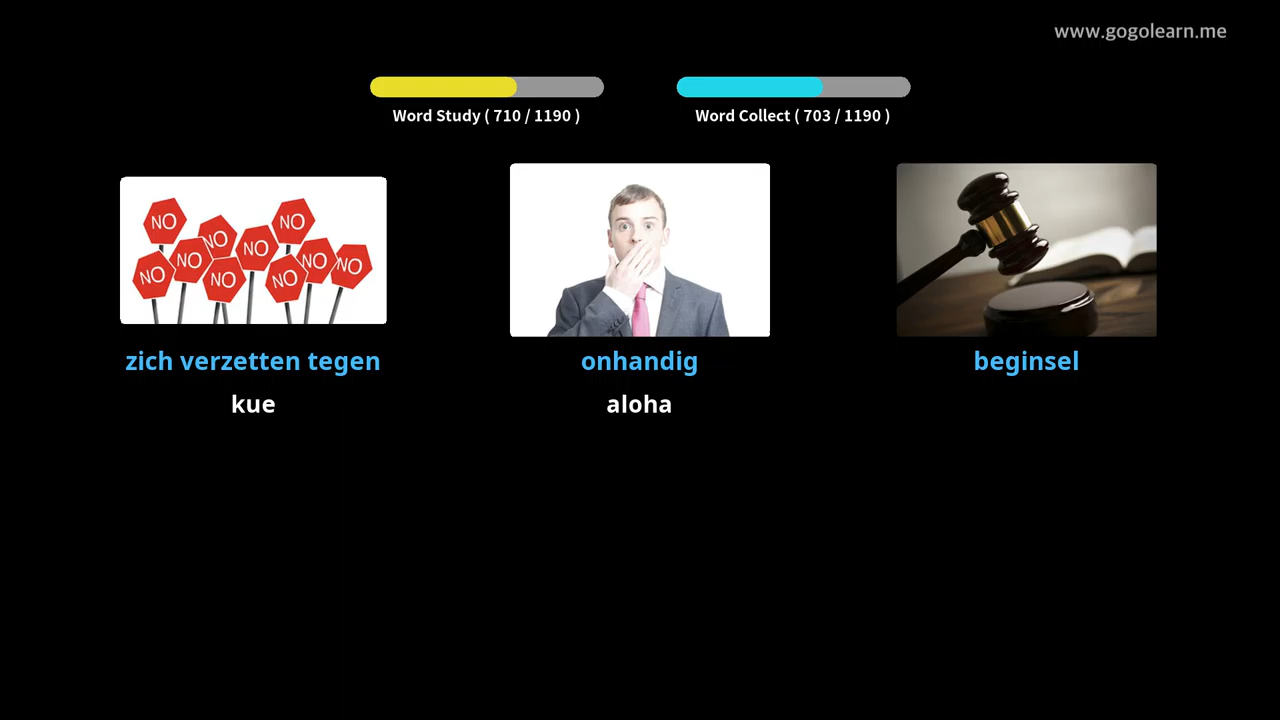 www.gogolearn.me
Word Study ( 710 / 1190 )
Word Collect ( 703 / 1190 )
NO NO NO NO NO NO NO NO NO NO
zich verzetten tegen
onhandig
beginsel
kue
aloha